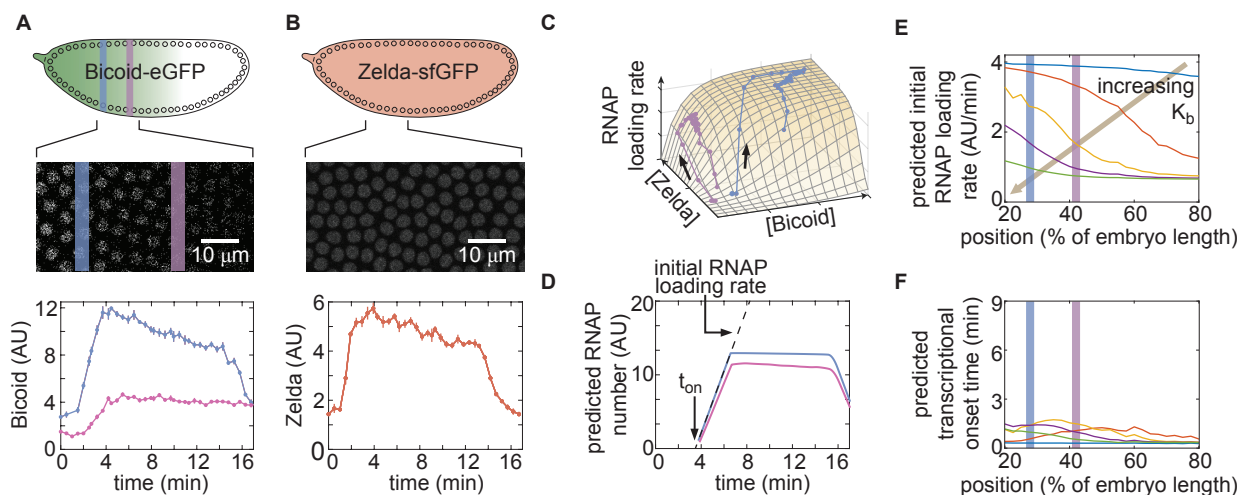 A
Bicoid-eGFP
10 μm
Bicoid (AU)
12
8
4
0
0 4 8 12 16
time (min)
B
Zelda-sfGFP
10 μm
Zelda (AU)
6
4
2
0
0 4 8 12 16
time (min)
C
RNAP
loading rate
[Zelda]
[Bicoid]
D
initial RNAP
loading rate
predicted RNAP
number (AU)
20
10
0
t_on
0 4 8 12 16
time (min)
E
predicted initial
RNAP loading
rate (AU/min)
4
2
0
increasing
K_b
20 40 60 80
position (% of embryo length)
F
predicted
transcriptional
onset time (min)
9
6
3
0
20 40 60 80
position (% of embryo length)